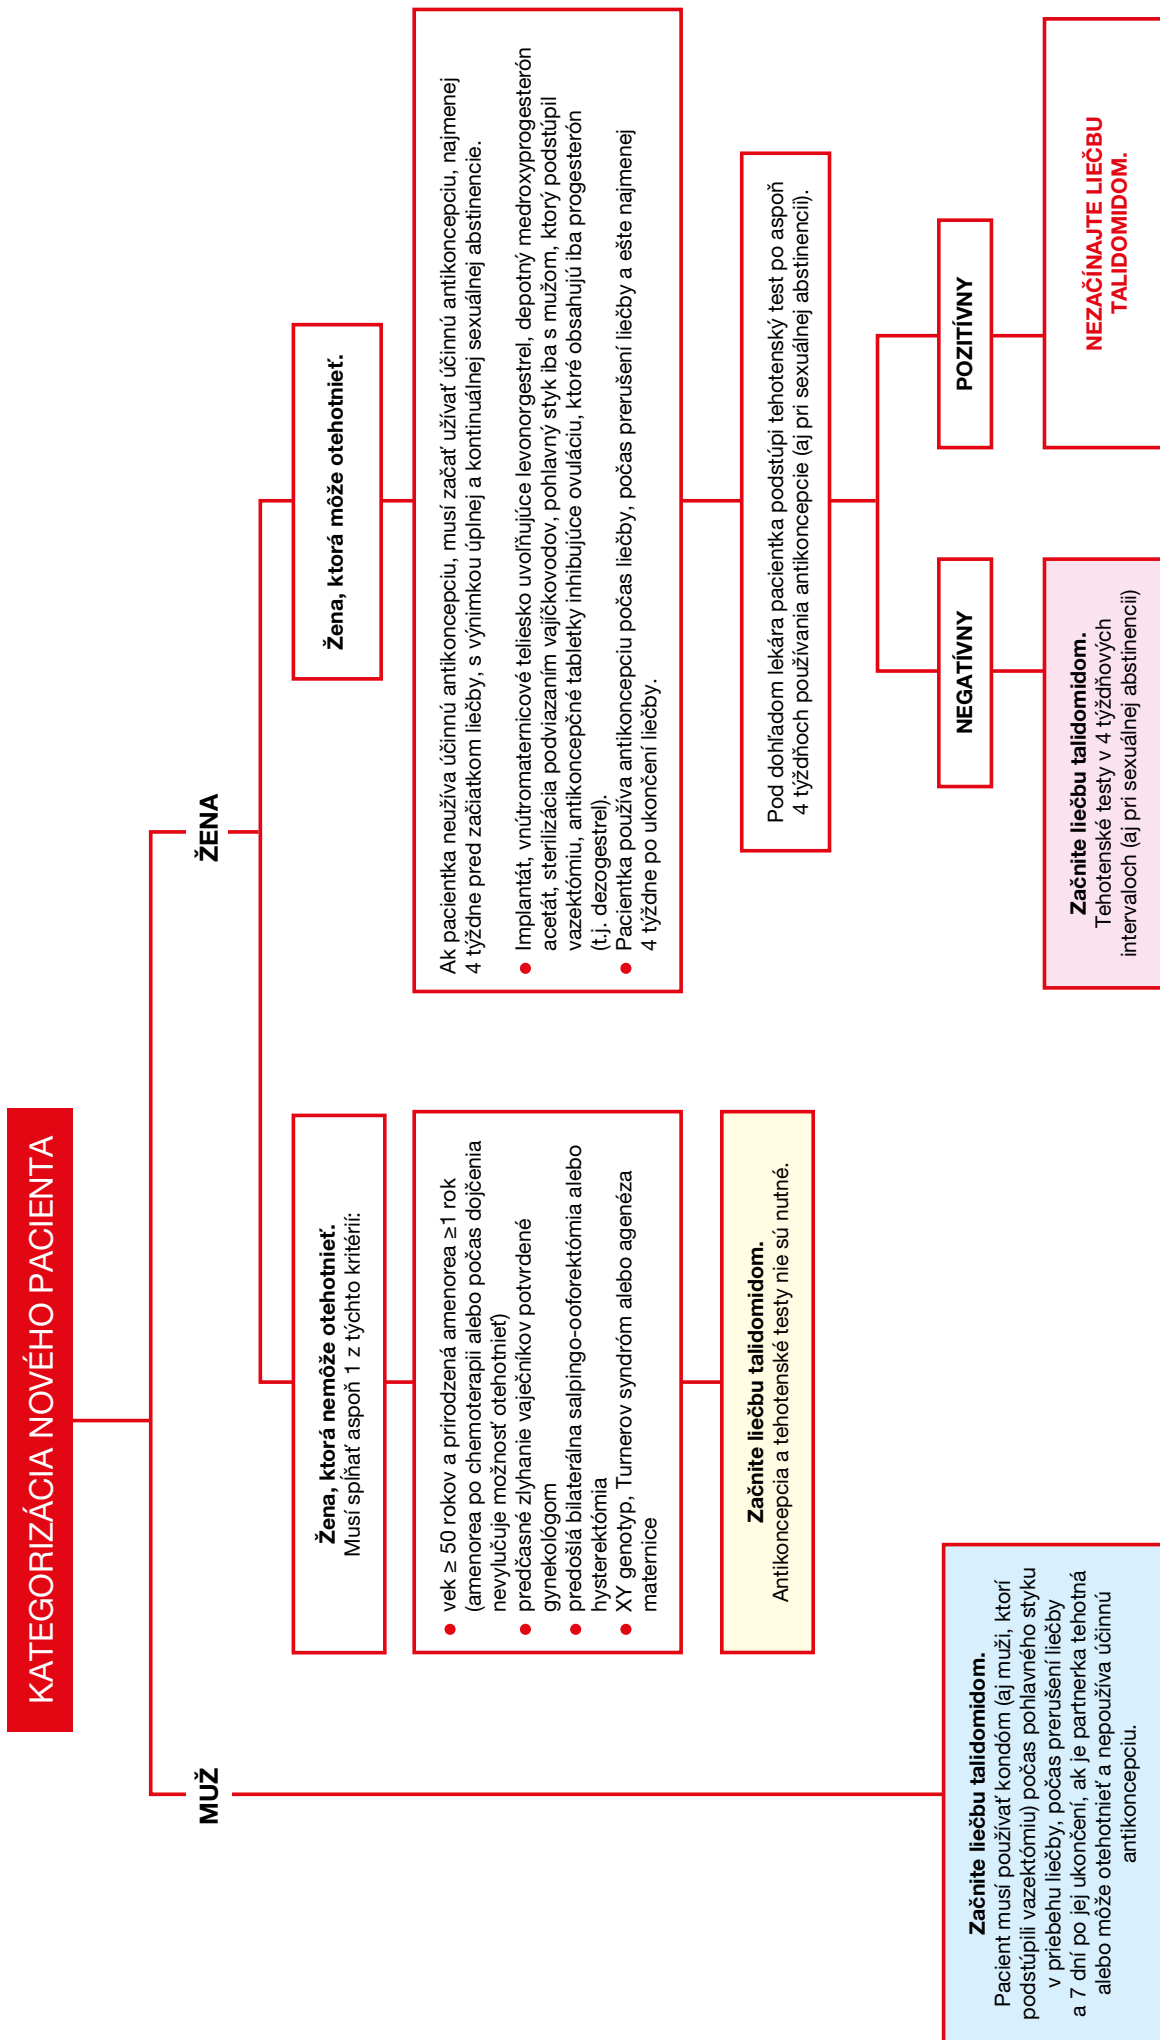 KATEGORIZÁCIA NOVÉHO PACIENTA
MUŽ
ŽENA
Žena, ktorá nemôže otehotnieť.
Musí spĺňať aspoň 1 z týchto kritérií:
Žena, ktorá môže otehotnieť.
● vek ≥ 50 rokov a prirodzená amenorea ≥1 rok
(amenorea po chemoterapii alebo počas dojčenia
nevylučuje možnosť otehotnieť)
● predčasné zlyhanie vaječníkov potvrdené
gynekológom
● predošlá bilaterálna salpingo-ooforektómia alebo
hysterektómia
● XY genotyp, Turnerov syndróm alebo agenéza
maternice
Ak pacientka neužíva účinnú antikoncepciu, musí začať užívať účinnú antikoncepciu, najmenej
4 týždne pred začiatkom liečby, s výnimkou úplnej a kontinuálnej sexuálnej abstinencie.
● Implantát, vnútromaternicové teliesko uvoľňujúce levonorgestrel, depotný medroxyprogesterón
acetát, sterilizácia podviazaním vajíčkovodov, pohlavný styk iba s mužom, ktorý podstúpil
vazektómiu, antikoncepčné tabletky inhibujúce ovuláciu, ktoré obsahujú iba progesterón
(t.j. dezogestrel).
● Pacientka používa antikoncepciu počas liečby, počas prerušení liečby a ešte najmenej
4 týždne po ukončení liečby.
Začnite liečbu talidomidom.
Antikoncepcia a tehotenské testy nie sú nutné.
Pod dohľadom lekára pacientka podstúpi tehotenský test po aspoň
4 týždňoch používania antikoncepcie (aj pri sexuálnej abstinencii).
NEGATÍVNY
POZITÍVNY
Začnite liečbu talidomidom.
Pacient musí používať kondóm (aj muži, ktorí
podstúpili vazektómiu) počas pohlavného styku
v priebehu liečby, počas prerušení liečby
a 7 dní po jej ukončení, ak je partnerka tehotná
alebo môže otehotnieť a nepoužíva účinnú
antikoncepciu.
Začnite liečbu talidomidom.
Tehotenské testy v 4 týždňových
intervaloch (aj pri sexuálnej abstinencii)
NEZAČÍNAJTE LIEČBU
TALIDOMIDOM.